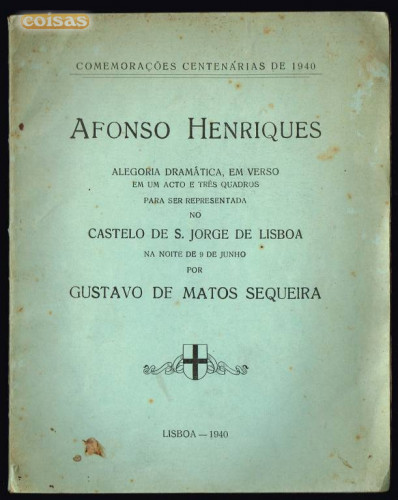 coisas
COMEMORAÇÕES CENTENÁRIAS DE 1940
AFONSO HENRIQUES
ALEGORIA DRAMÁTICA, EM VERSO
EM UM ACTO E TRÊS QUADROS
PARA SER REPRESENTADA
NO
CASTELO DE S. JORGE DE LISBOA
NA NOITE DE 9 DE JUNHO
POR
GUSTAVO DE MATOS SEQUEIRA
LISBOA — 1940